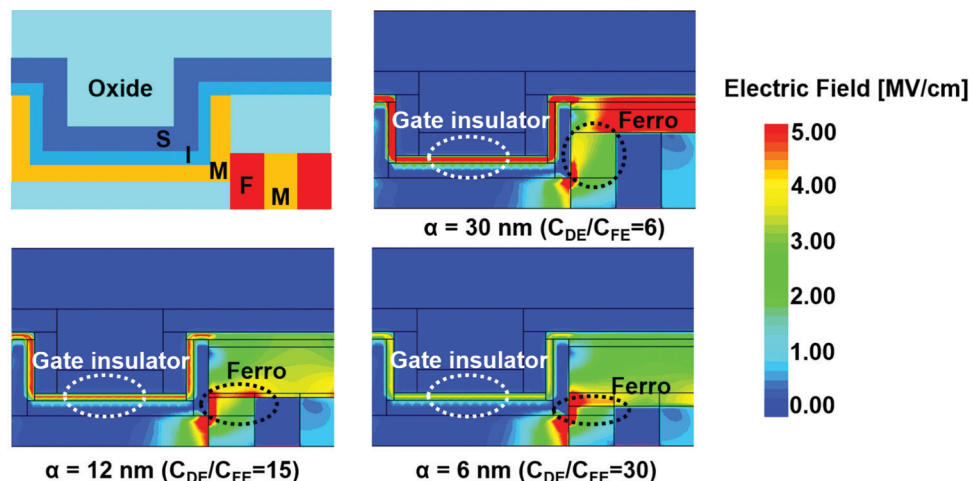 Oxide
S
I
M
F
M
Gate insulator
Ferro
α = 30 nm (C_DE/C_FE=6)
Electric Field [MV/cm]
5.00
4.00
3.00
2.00
1.00
0.00
Gate insulator
Ferro
α = 12 nm (C_DE/C_FE=15)
Gate insulator
Ferro
α = 6 nm (C_DE/C_FE=30)